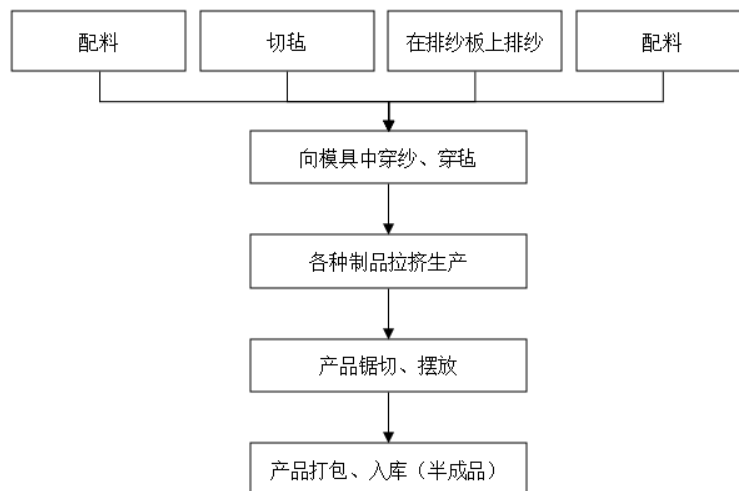 配料
切毡
在排纱板上排纱
配料
向模具中穿纱、穿毡
各种制品拉挤生产
产品锯切、摆放
产品打包、入库（半成品）